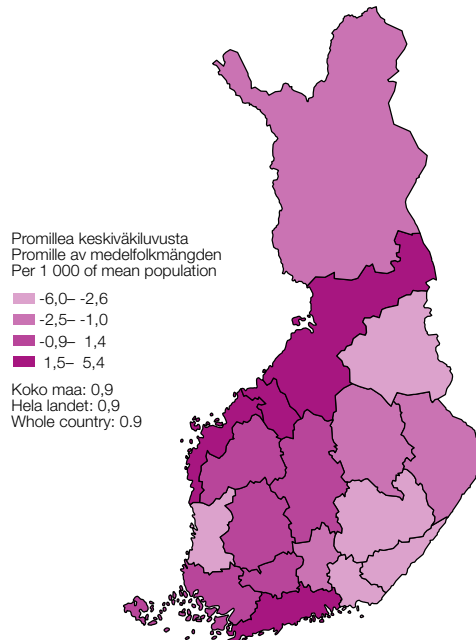 Promillea keskiväkiluvusta
Promille av medelfolkmängden
Per 1 000 of mean population
-6,0– -2,6
-2,5– -1,0
-0,9– 1,4
1,5– 5,4
Koko maa: 0,9
Hela landet: 0,9
Whole country: 0.9